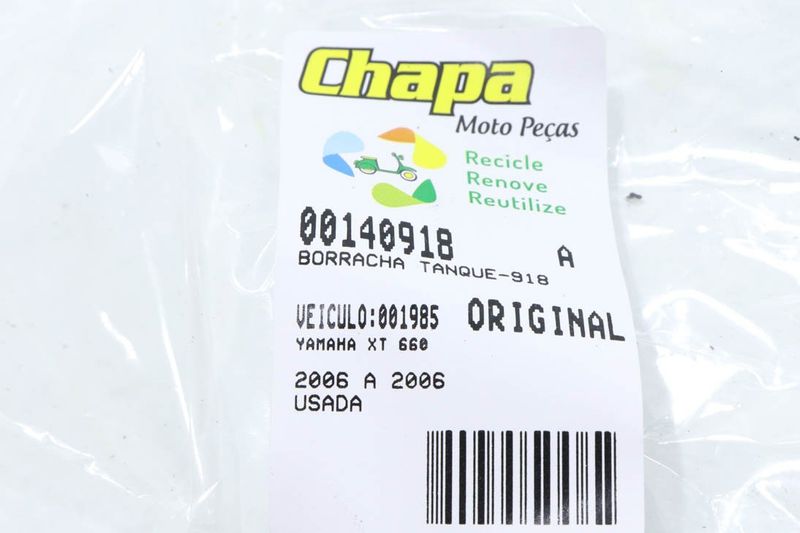 Chapa
Moto Peças
Recicle
Renove
Reutilize
00140918 A
BORRACHA TANQUE-918
VEICULO:001985 ORIGINAL
YAMAHA XT 660
2006 A 2006
USADA